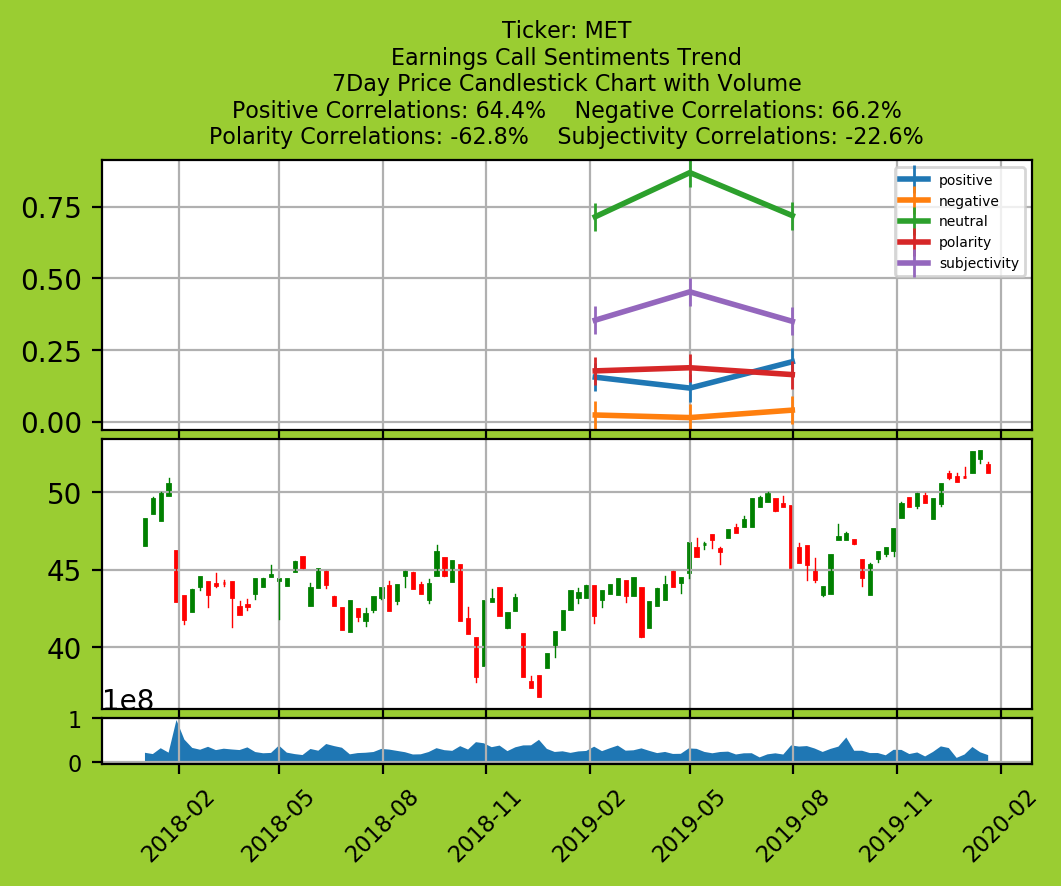 Ticker: MET
Earnings Call Sentiments Trend
7Day Price Candlestick Chart with Volume
Positive Correlations: 64.4%    Negative Correlations: 66.2%
Polarity Correlations: -62.8%    Subjectivity Correlations: -22.6%
0.75
0.50
0.25
0.00
positive
negative
neutral
polarity
subjectivity
50
45
40
1e8
1
0
2018-02
2018-05
2018-08
2018-11
2019-02
2019-05
2019-08
2019-11
2020-02